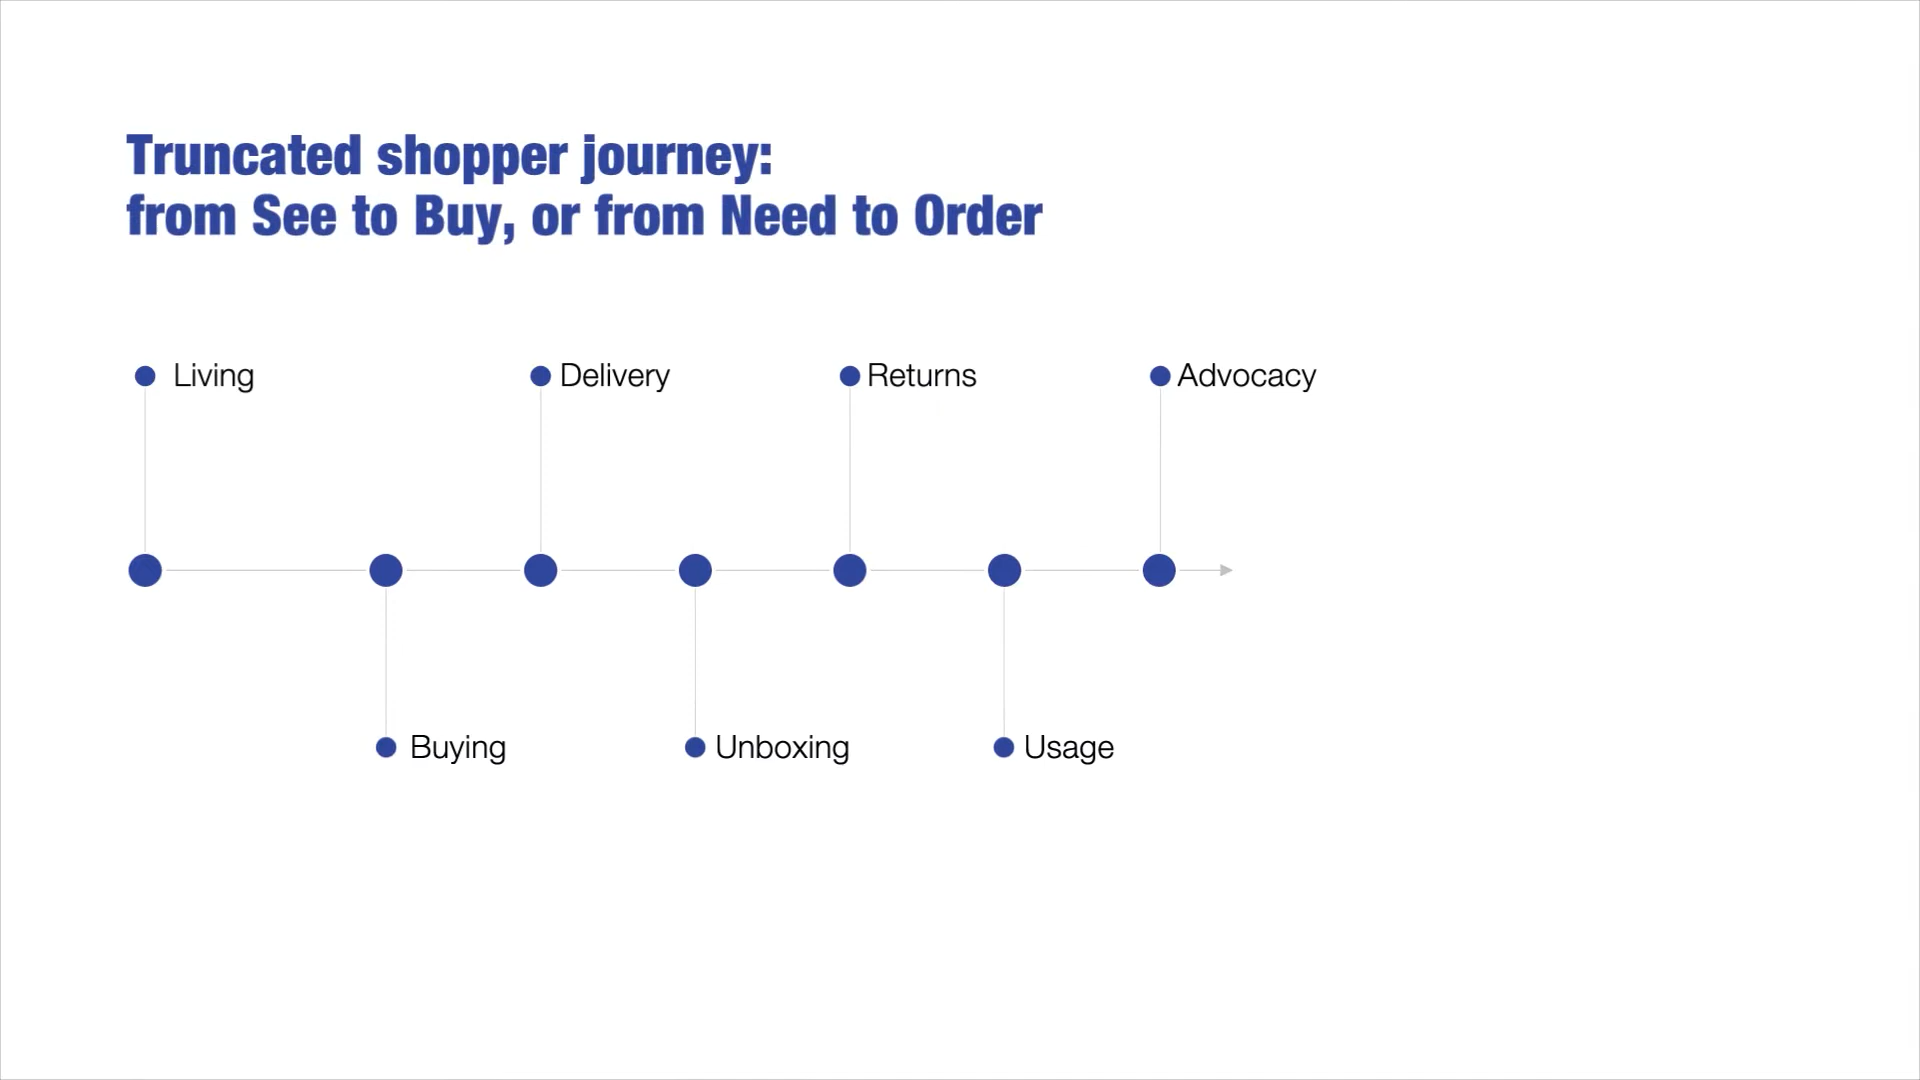 Truncated shopper journey:
from See to Buy, or from Need to Order
Living
Delivery
Returns
Advocacy
Buying
Unboxing
Usage